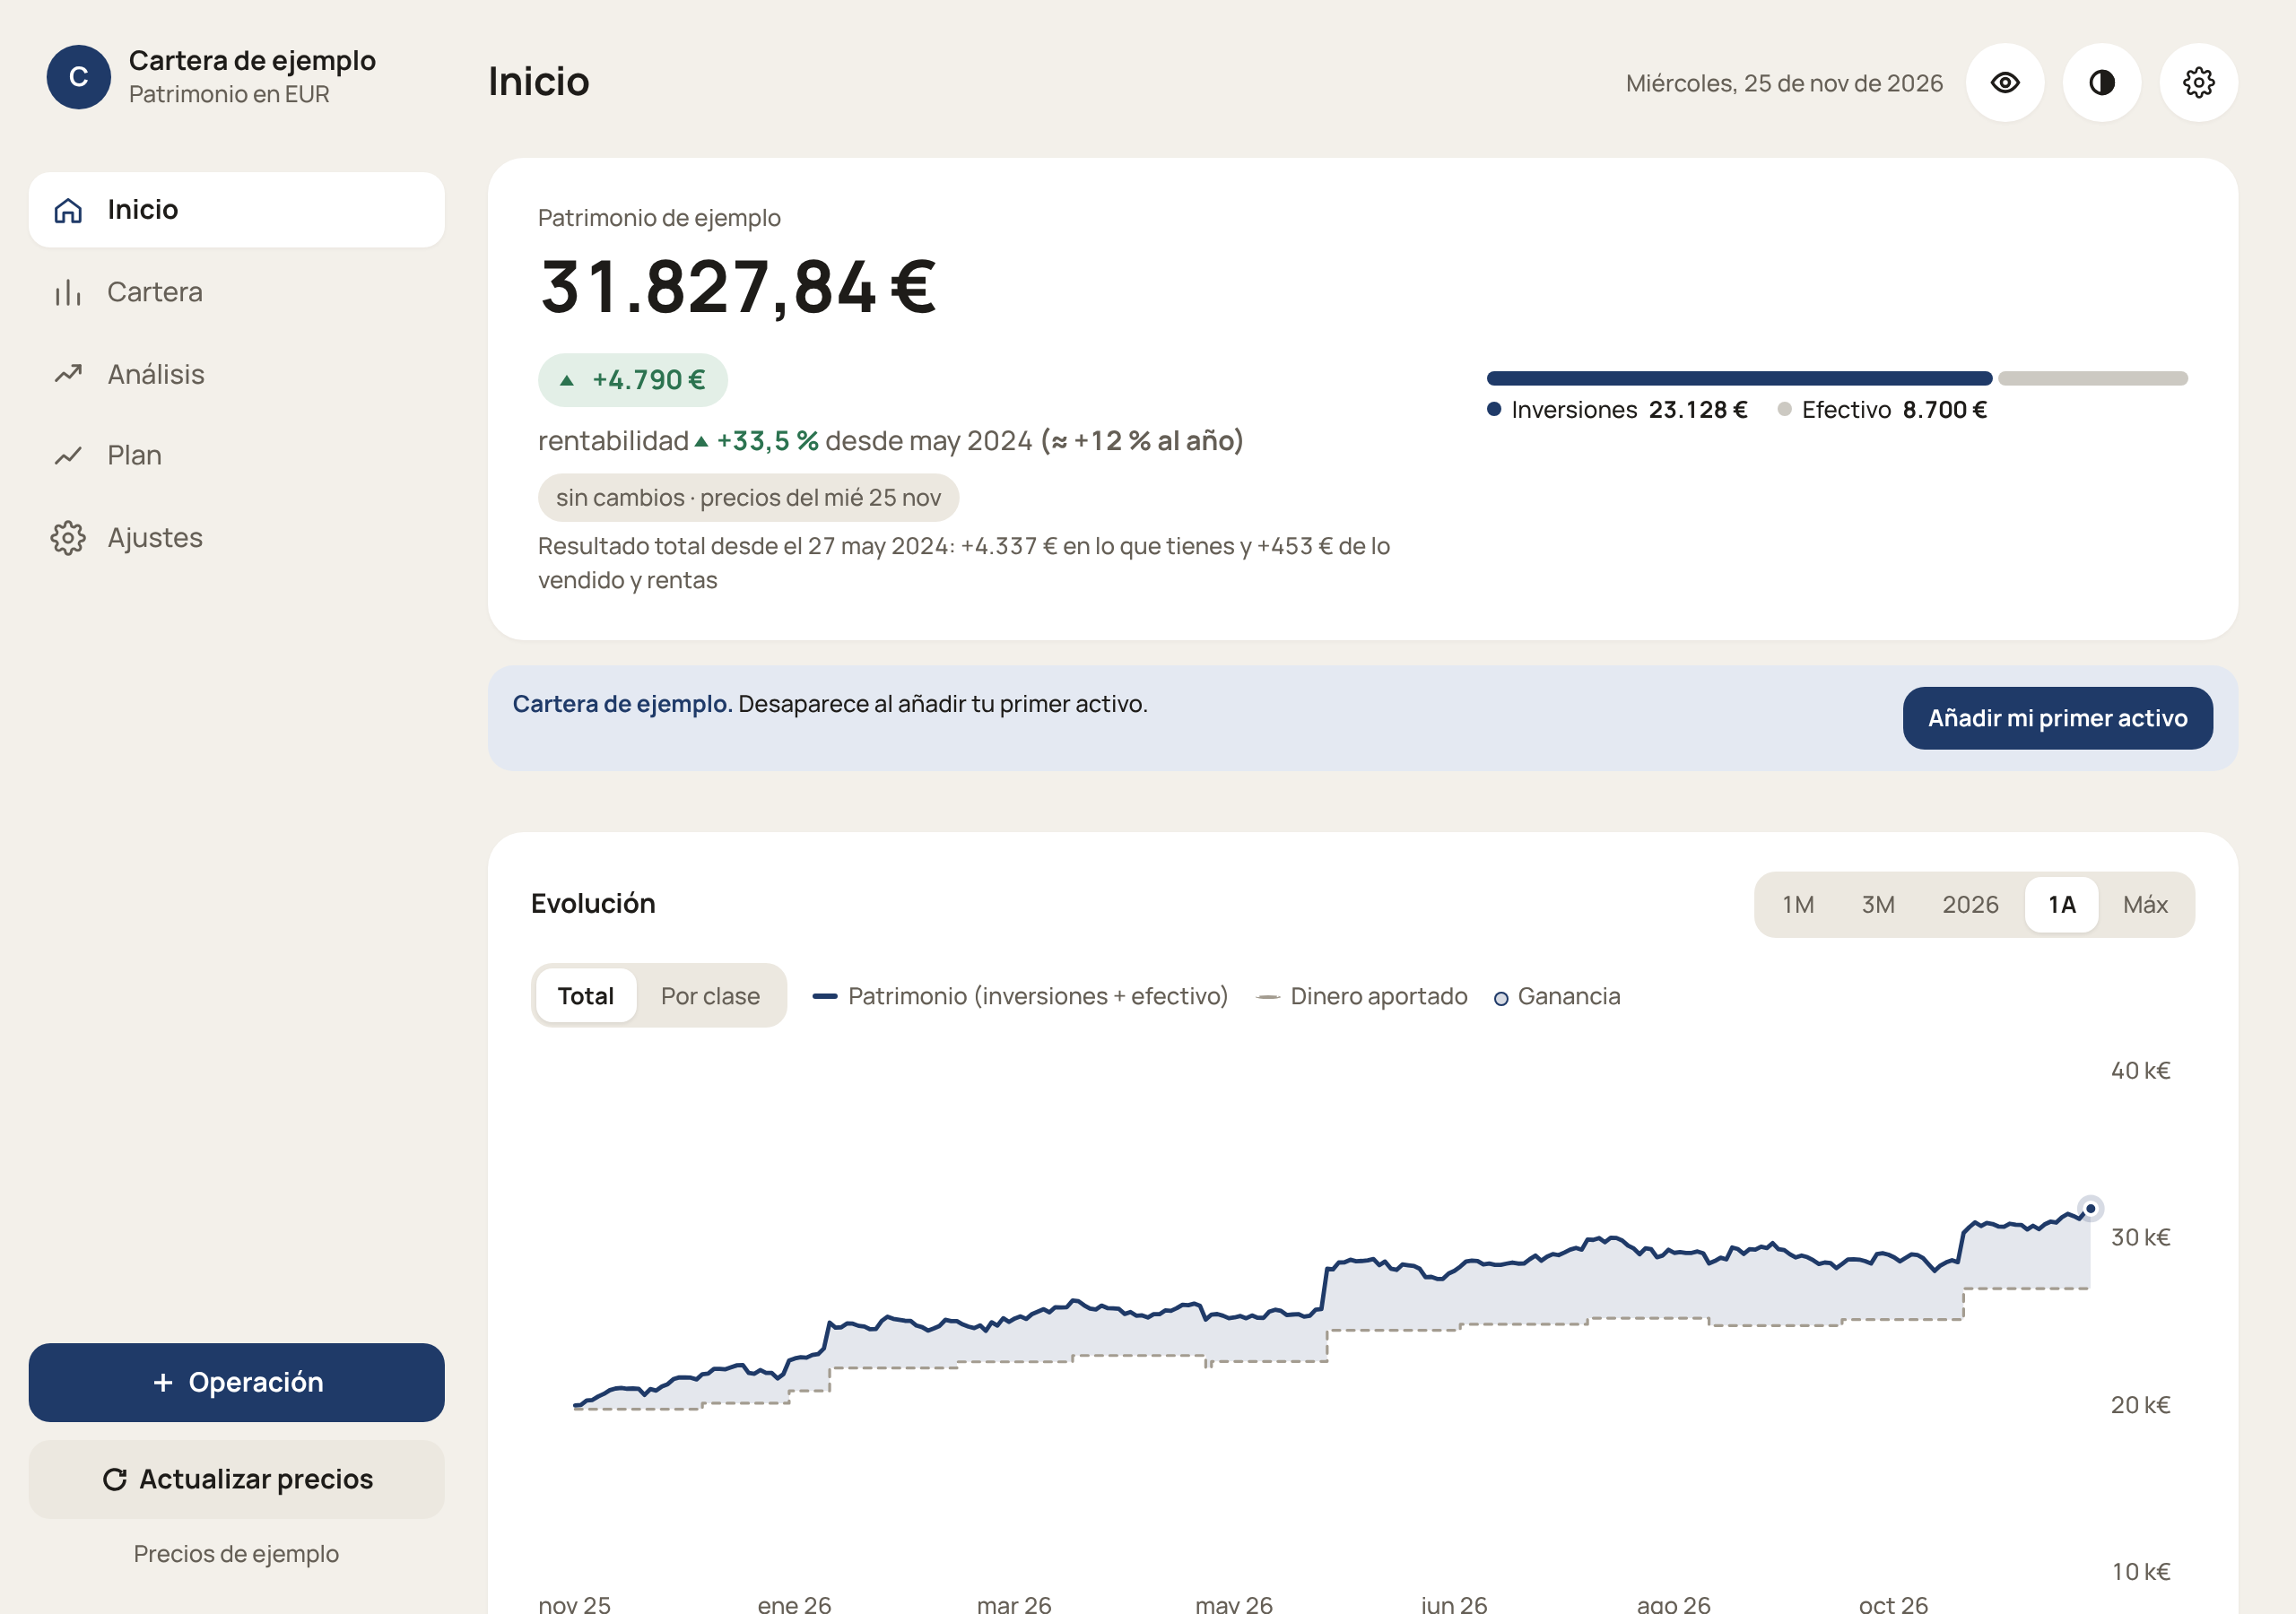 C
Cartera de ejemplo
Patrimonio en EUR
Inicio
Cartera
Análisis
Plan
Ajustes
+ Operación
Actualizar precios
Precios de ejemplo
Inicio
Miércoles, 25 de nov de 2026
Patrimonio de ejemplo
31.827,84 €
▲ +4.790 €
rentabilidad ▲ +33,5 % desde may 2024 (≈ +12 % al año)
sin cambios · precios del mié 25 nov
Resultado total desde el 27 may 2024: +4.337 € en lo que tienes y +453 € de lo
vendido y rentas
Inversiones 23.128 € Efectivo 8.700 €
Cartera de ejemplo. Desaparece al añadir tu primer activo.
Añadir mi primer activo
Evolución
1M 3M 2026 1A Máx
Total Por clase Patrimonio (inversiones + efectivo) Dinero aportado Ganancia
40 k€
30 k€
20 k€
10 k€
nov 25 ene 26 mar 26 may 26 jun 26 ago 26 oct 26